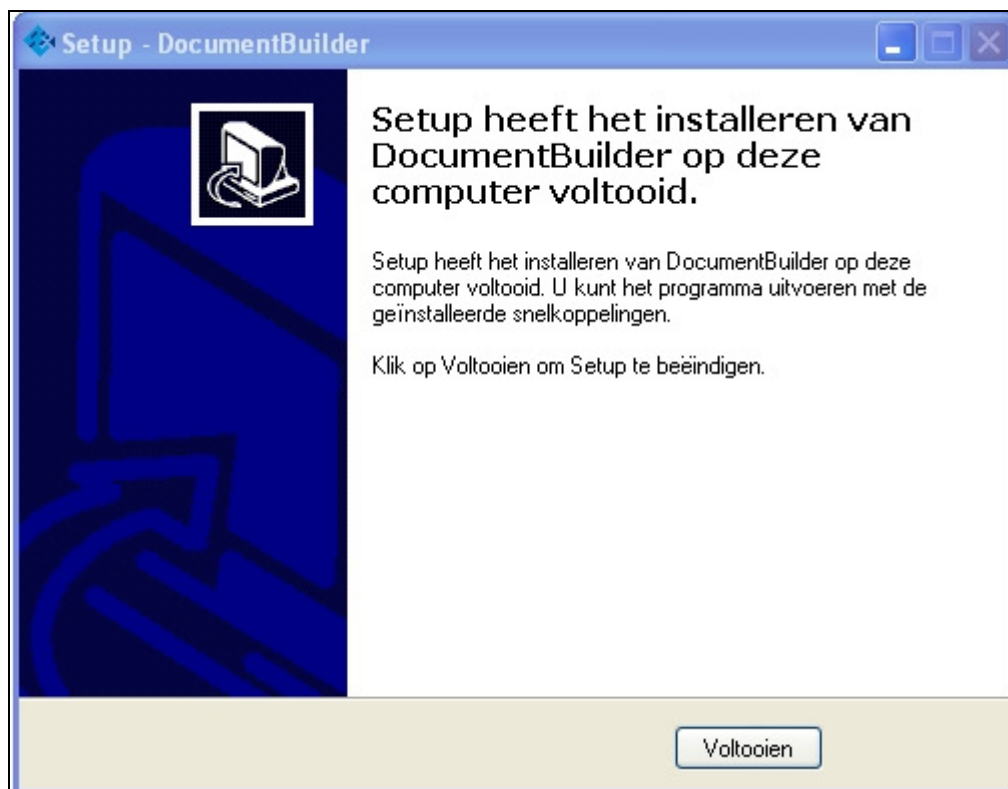 Setup - DocumentBuilder
Setup heeft het installeren van
DocumentBuilder op deze
computer voltooid.
Setup heeft het installeren van DocumentBuilder op deze
computer voltooid. U kunt het programma uitvoeren met de
geïnstalleerde snelkoppelingen.
Klik op Voltooien om Setup te beëindigen.
Voltooien